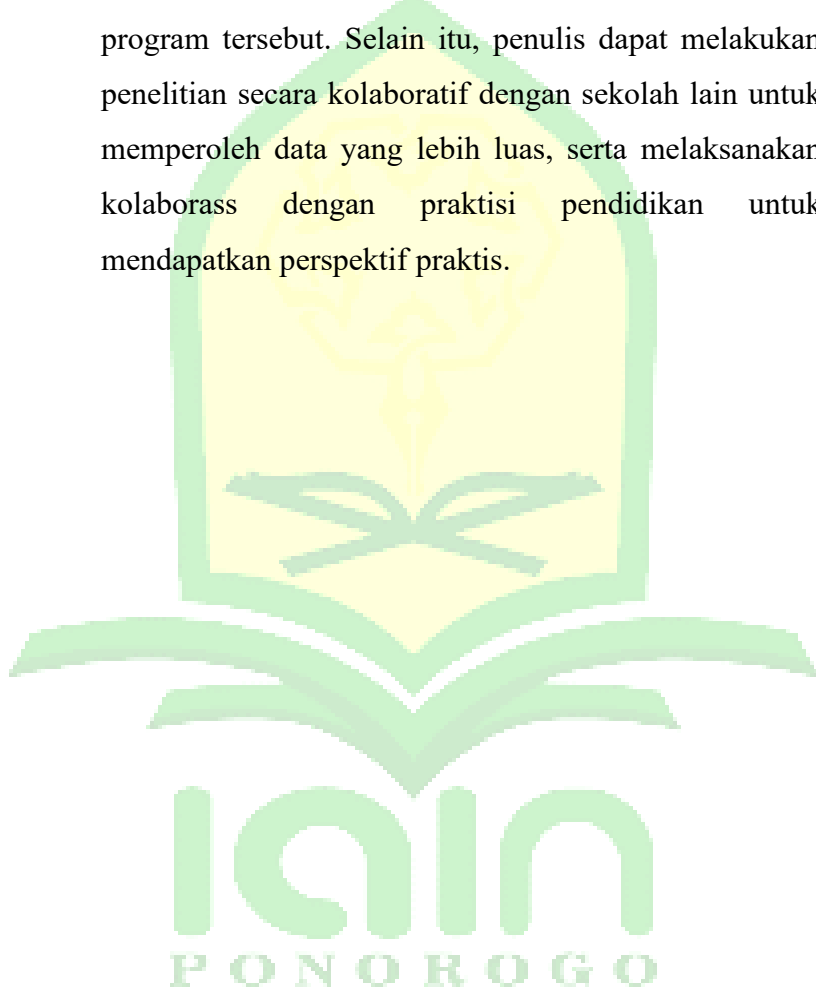 program tersebut. Selain itu, penulis dapat melakukan
penelitian secara kolaboratif dengan sekolah lain untuk
memperoleh data yang lebih luas, serta melaksanakan
kolaborass dengan praktisi pendidikan untuk
mendapatkan perspektif praktis.
IAIN
PONOROGO